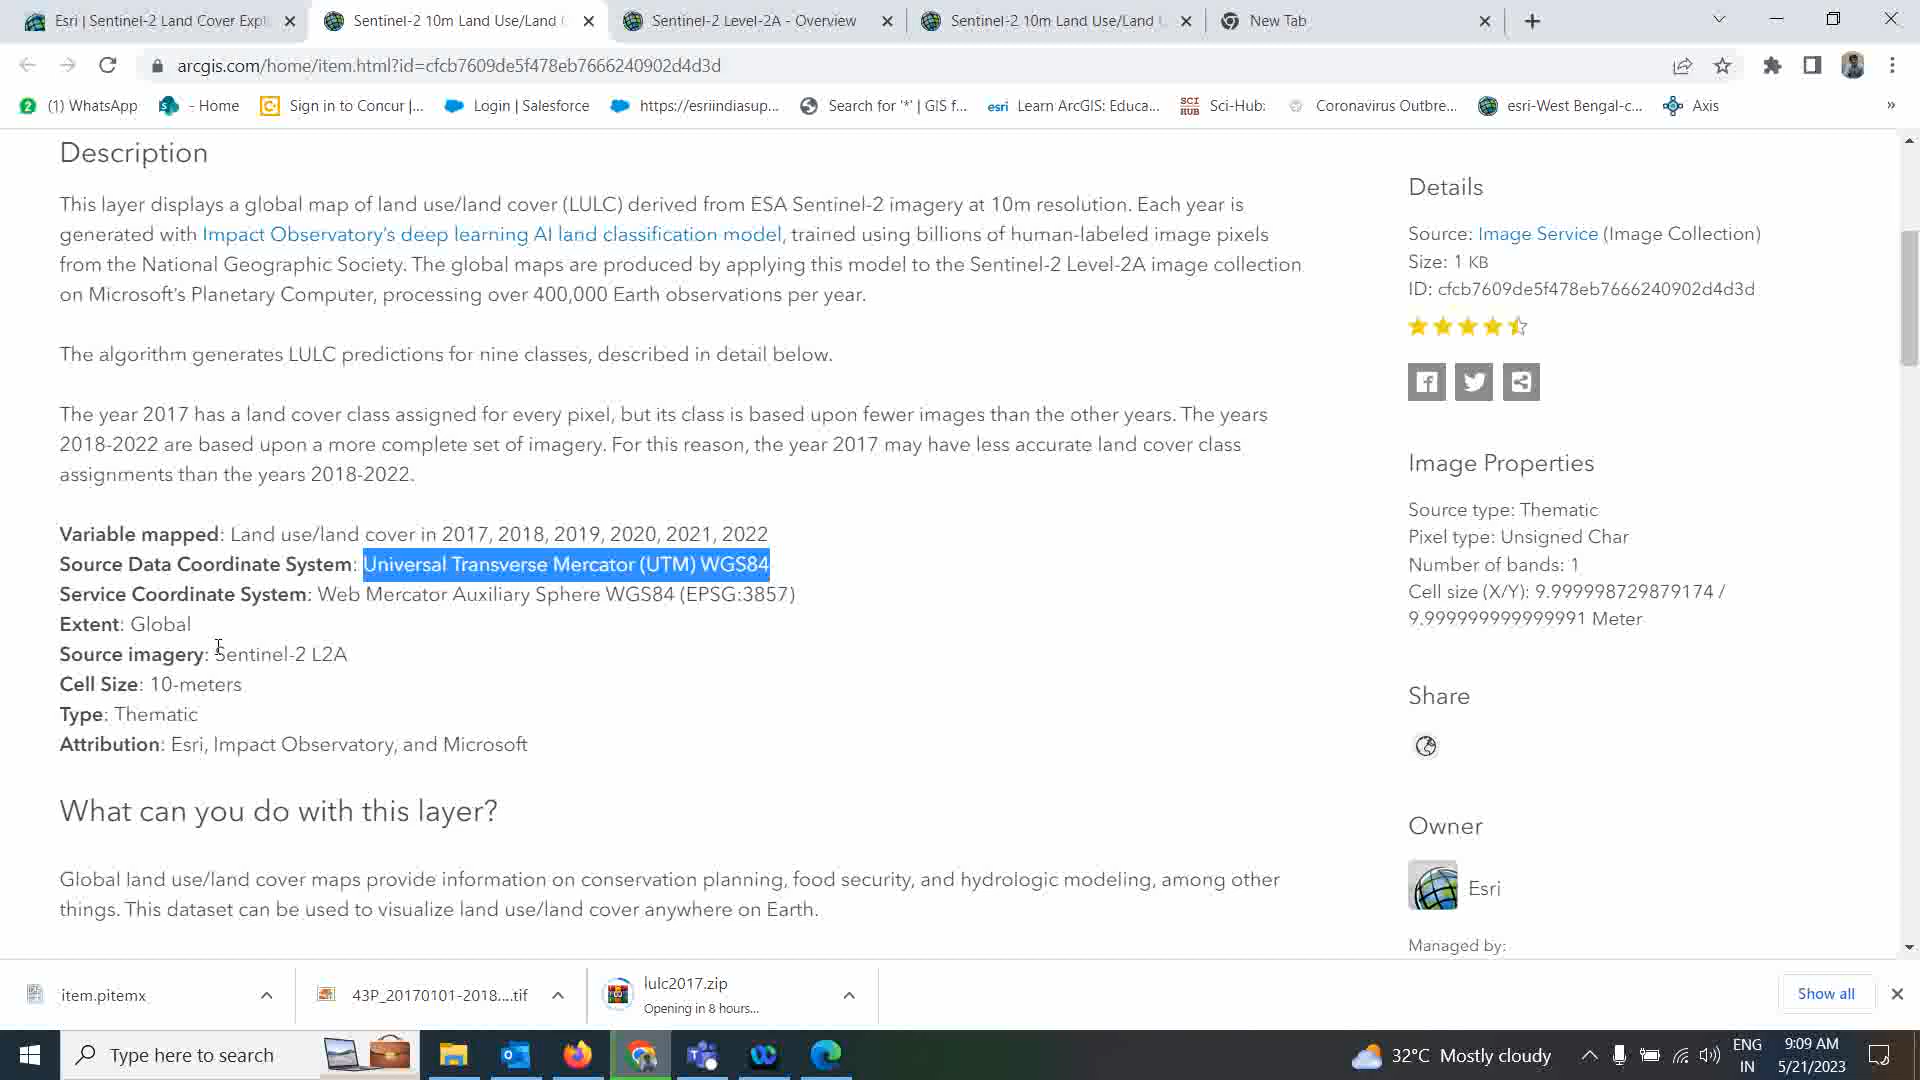 Esri | Sentinel-2 Land Cover Expl
Sentinel-2 10m Land Use/Land
Sentinel-2 Level-2A - Overview
Sentinel-2 10m Land Use/Land
New Tab
arcgis.com/home/item.html?id=cfcb7609de5f478eb7666240902d4d3d
(1) WhatsApp
- Home
Sign in to Concur |...
Login | Salesforce
https://esriindiasup...
Search for '*' | GIS f...
esri Learn ArcGIS: Educa...
SCI HUB Sci-Hub:
Coronavirus Outbre...
esri-West Bengal-c...
Axis
»
Description
This layer displays a global map of land use/land cover (LULC) derived from ESA Sentinel-2 imagery at 10m resolution. Each year is
generated with Impact Observatory's deep learning AI land classification model, trained using billions of human-labeled image pixels
from the National Geographic Society. The global maps are produced by applying this model to the Sentinel-2 Level-2A image collection
on Microsoft's Planetary Computer, processing over 400,000 Earth observations per year.
The algorithm generates LULC predictions for nine classes, described in detail below.
The year 2017 has a land cover class assigned for every pixel, but its class is based upon fewer images than the other years. The years
2018-2022 are based upon a more complete set of imagery. For this reason, the year 2017 may have less accurate land cover class
assignments than the years 2018-2022.
Variable mapped: Land use/land cover in 2017, 2018, 2019, 2020, 2021, 2022
Source Data Coordinate System: Universal Transverse Mercator (UTM) WGS84
Service Coordinate System: Web Mercator Auxiliary Sphere WGS84 (EPSG:3857)
Extent: Global
Source imagery: Sentinel-2 L2A
Cell Size: 10-meters
Type: Thematic
Attribution: Esri, Impact Observatory, and Microsoft
What can you do with this layer?
Global land use/land cover maps provide information on conservation planning, food security, and hydrologic modeling, among other
things. This dataset can be used to visualize land use/land cover anywhere on Earth.
Details
Source: Image Service (Image Collection)
Size: 1 KB
ID: cfcb7609de5f478eb7666240902d4d3d
Image Properties
Source type: Thematic
Pixel type: Unsigned Char
Number of bands: 1
Cell size (X/Y): 9.999998729879174 /
9.999999999999991 Meter
Share
Owner
Esri
Managed by:
item.pitemx
43P_20170101-2018....tif
lulc2017.zip
Opening in 8 hours...
Show all
Type here to search
32°C Mostly cloudy
ENG
IN
9:09 AM
5/21/2023